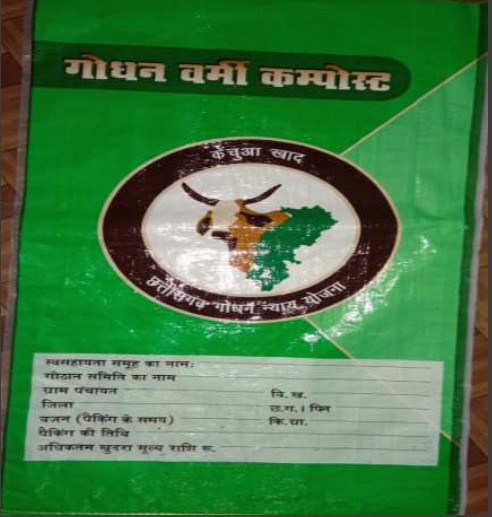 गोधन वर्मी कम्पोस्ट
केंचुआ खाद
छत्तीसगढ़ गोधन न्याय योजना
स्वसहायता समूह का नाम:
गोठान समिति का नाम
ग्राम पंचायत वि.ख.
जिला छ.ग.। पिन
वजन (पैकिंग के समय) कि.ग्रा.
पैकिंग की तिथि
अधिकतम खुदरा मूल्य राशि रू.